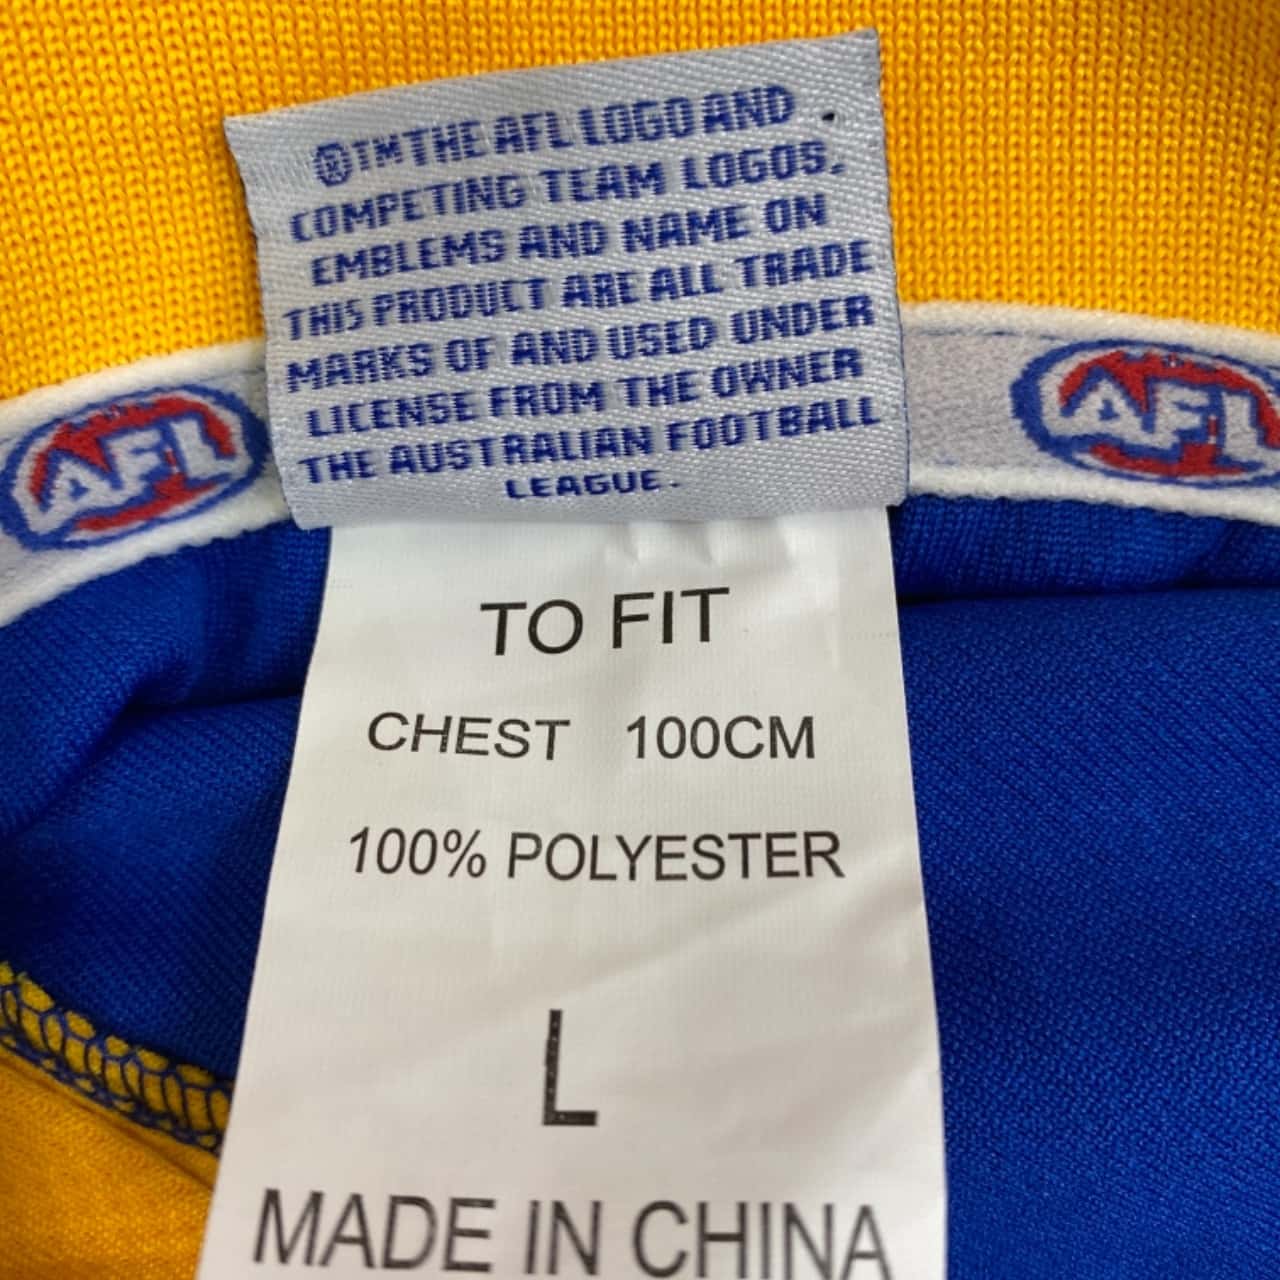 ®TM THE AFL LOGO AND
COMPETING TEAM LOGOS,
EMBLEMS AND NAME ON
THIS PRODUCT ARE ALL TRADE
MARKS OF AND USED UNDER
LICENSE FROM THE OWNER
THE AUSTRALIAN FOOTBALL
LEAGUE.
AFL
AFL
TO FIT
CHEST 100CM
100% POLYESTER
L
MADE IN CHINA